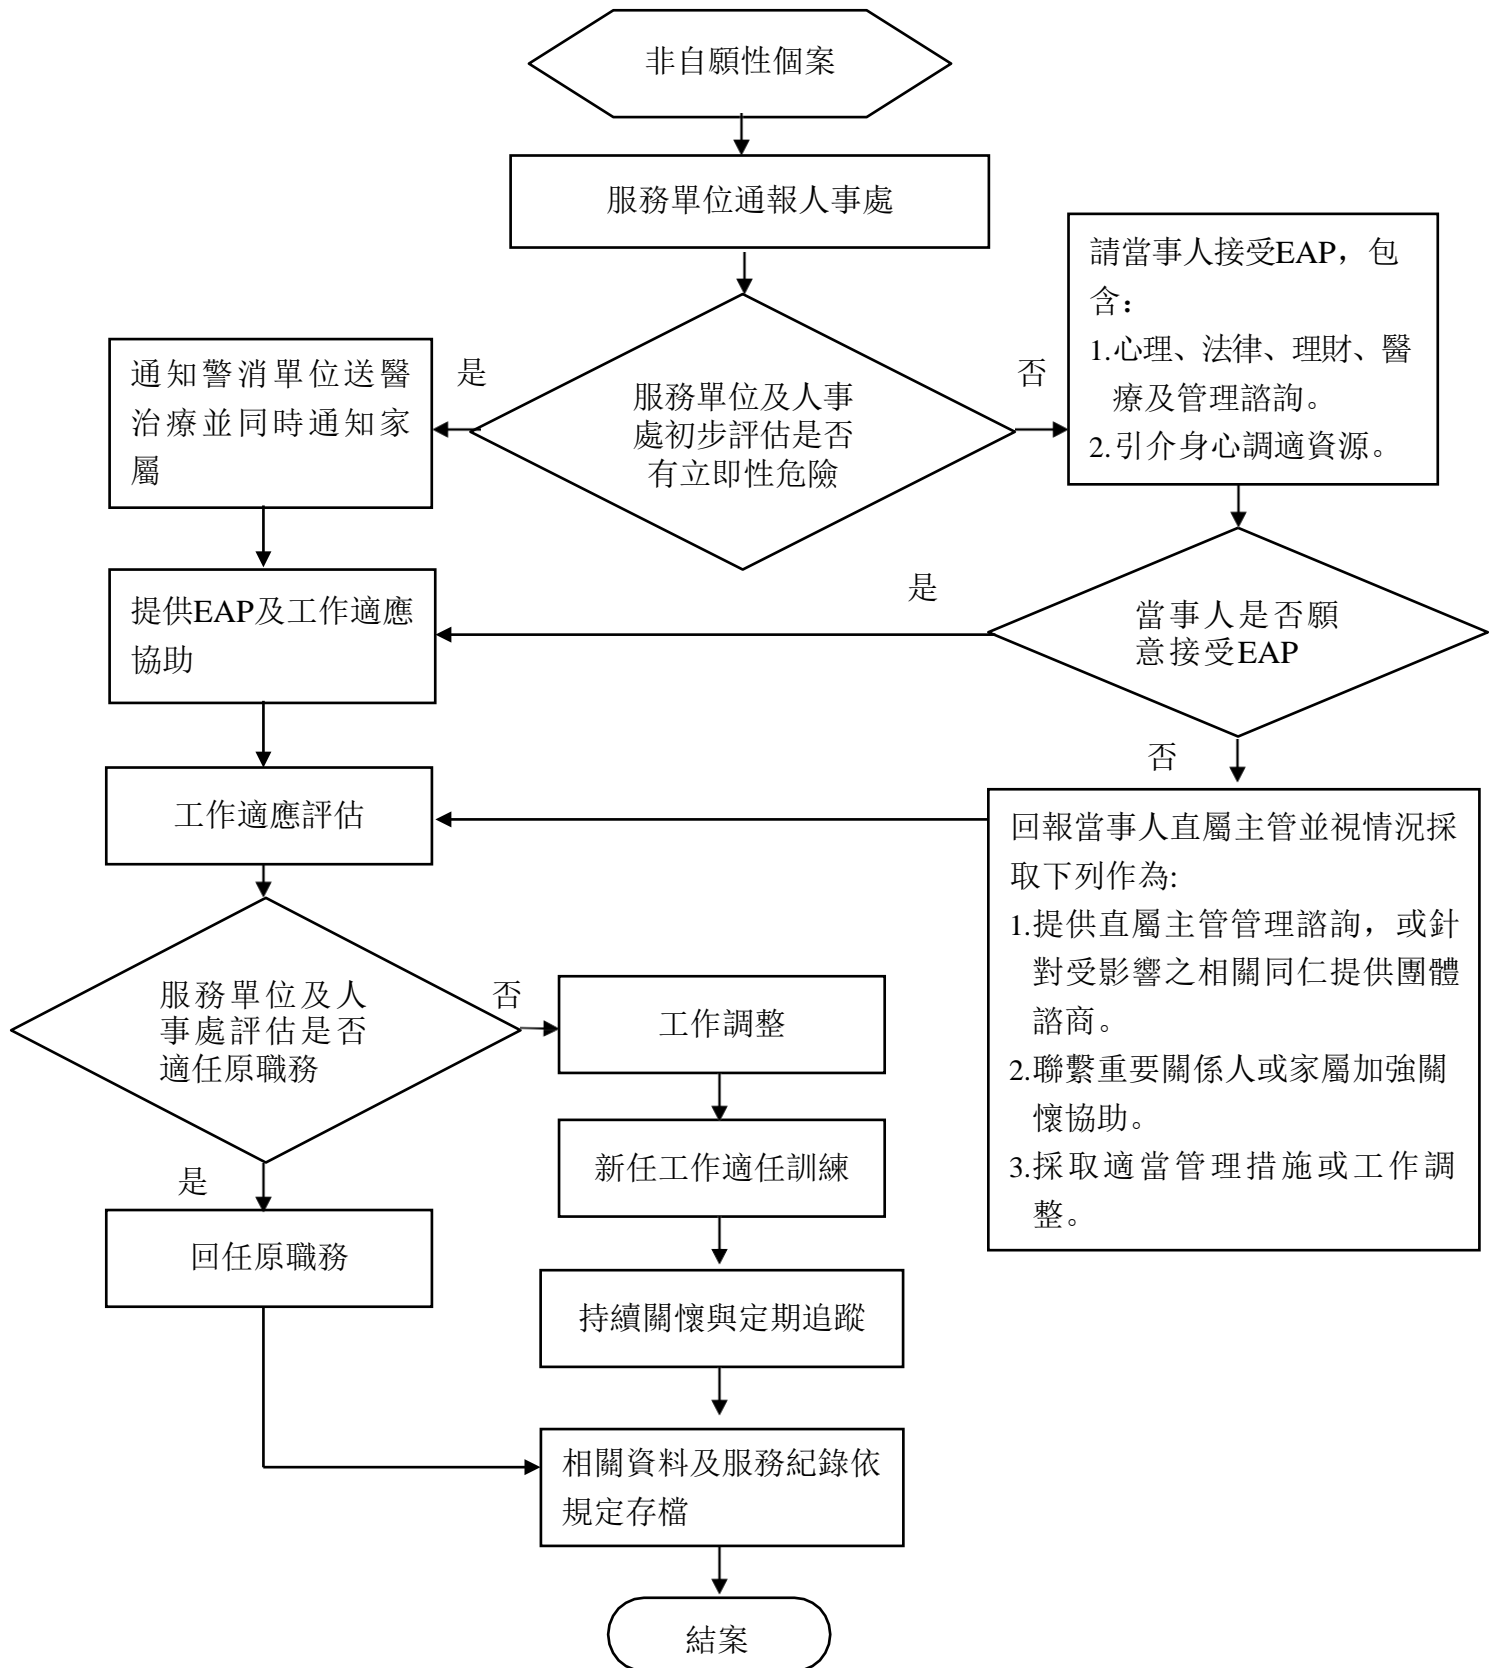 非自願性個案
服務單位通報人事處
請當事人接受EAP，包
含：
1.心理、法律、理財、醫
療及管理諮詢。
2.引介身心調適資源。
通知警消單位送醫
治療並同時通知家
屬
是
服務單位及人事
處初步評估是否
有立即性危險
否
提供EAP及工作適應
協助
是
當事人是否願
意接受EAP
否
工作適應評估
回報當事人直屬主管並視情況採
取下列作為:
1.提供直屬主管管理諮詢，或針
對受影響之相關同仁提供團體
諮商。
2.聯繫重要關係人或家屬加強關
懷協助。
3.採取適當管理措施或工作調
整。
服務單位及人
事處評估是否
適任原職務
否
工作調整
新任工作適任訓練
是
回任原職務
持續關懷與定期追蹤
相關資料及服務紀錄依
規定存檔
結案